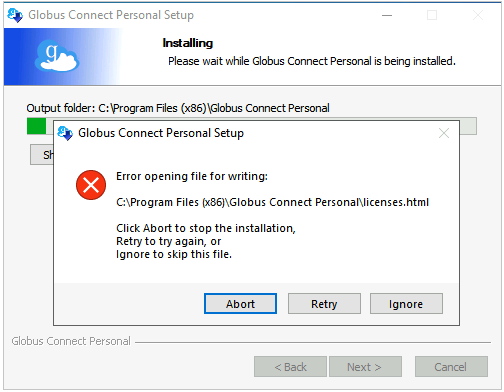 Globus Connect Personal Setup
g
Installing
Please wait while Globus Connect Personal is being installed.
Output folder: C:\Program Files (x86)\Globus Connect Personal
Sh
Globus Connect Personal Setup
Error opening file for writing:
C:\Program Files (x86)\Globus Connect Personal\licenses.html
Click Abort to stop the installation,
Retry to try again, or
Ignore to skip this file.
Abort Retry Ignore
Globus Connect Personal
< Back Next > Cancel